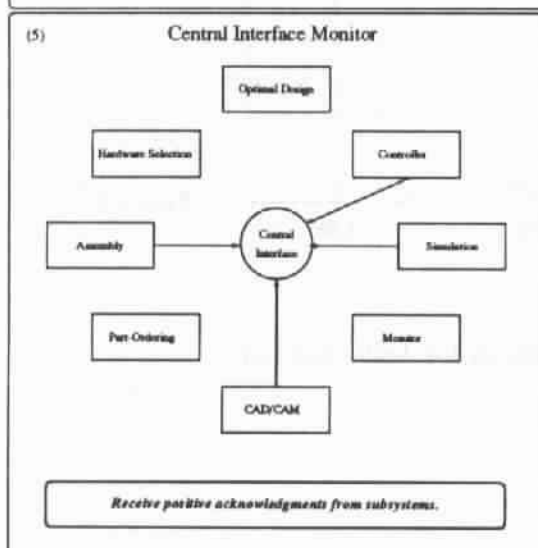 (5)
Central Interface Monitor
Optimal Design
Hardware Selection
Controller
Assembly
Central
Interface
Simulation
Part-Ordering
Monitor
CAD/CAM
Receive positive acknowledgments from subsystems.